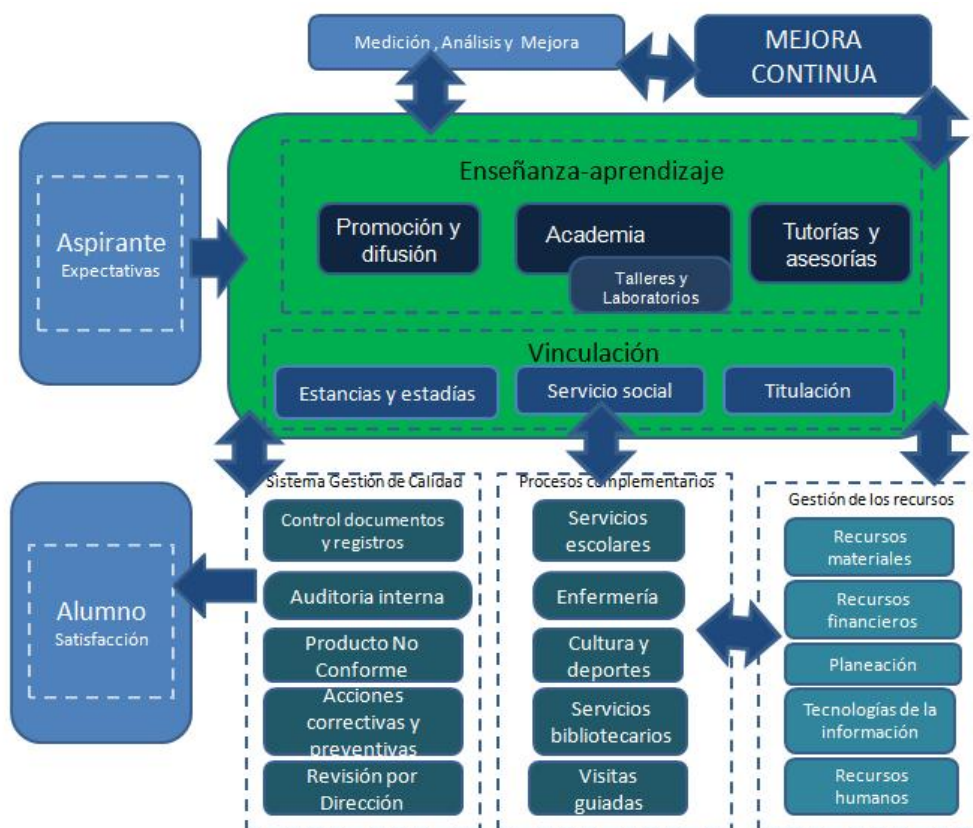 Medición , Análisis y Mejora
MEJORA
CONTINUA
Aspirante
Expectativas
Enseñanza-aprendizaje
Promoción y
difusión
Academia
Talleres y
Laboratorios
Tutorías y
asesorías
Vinculación
Estancias y estadías
Servicio social
Titulación
Alumno
Satisfacción
Sistema Gestión de Calidad
Control documentos
y registros
Auditoria interna
Producto No
Conforme
Acciones
correctivas y
preventivas
Revisión por
Dirección
Procesos complementarios
Servicios
escolares
Enfermería
Cultura y
deportes
Servicios
bibliotecarios
Visitas
guiadas
Gestión de los recursos
Recursos
materiales
Recursos
financieros
Planeación
Tecnologías de la
información
Recursos
humanos